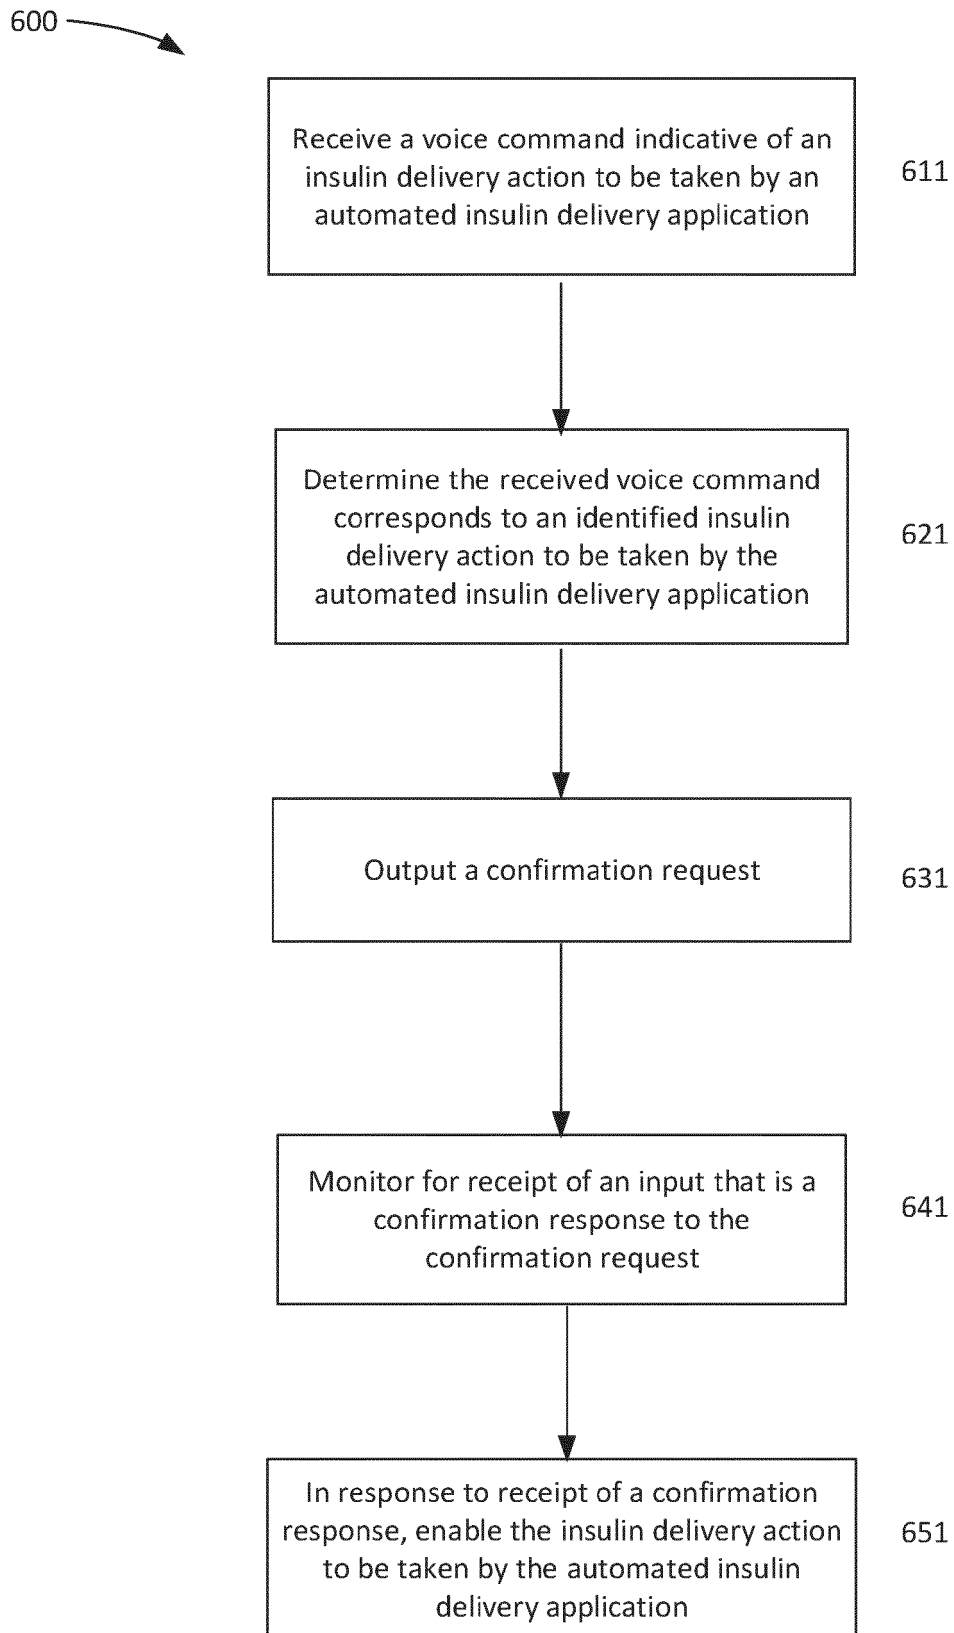 600
Receive a voice command indicative of an
insulin delivery action to be taken by an
automated insulin delivery application
611
Determine the received voice command
corresponds to an identified insulin
delivery action to be taken by the
automated insulin delivery application
621
Output a confirmation request
631
Monitor for receipt of an input that is a
confirmation response to the
confirmation request
641
In response to receipt of a confirmation
response, enable the insulin delivery action
to be taken by the automated insulin
delivery application
651